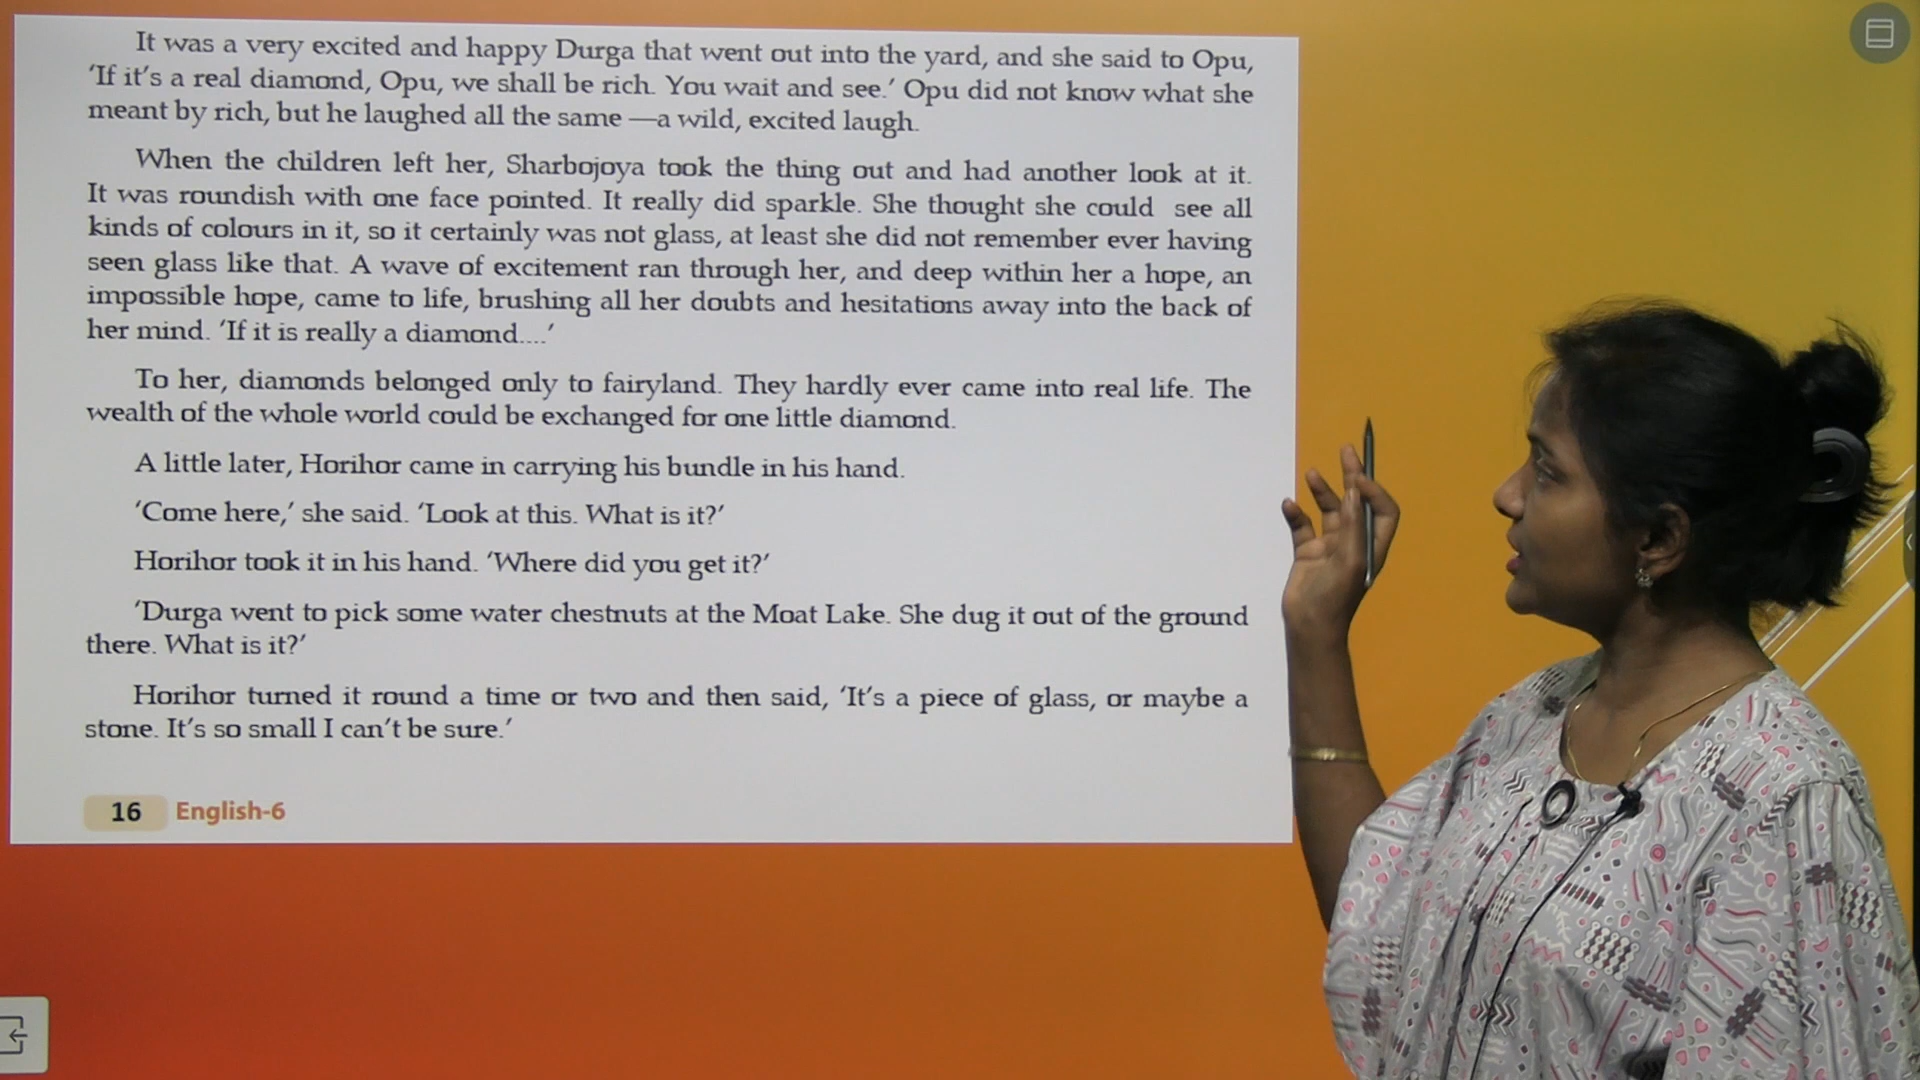 It was a very excited and happy Durga that went out into the yard, and she said to Opu,
‘If it’s a real diamond, Opu, we shall be rich. You wait and see.’ Opu did not know what she
meant by rich, but he laughed all the same —a wild, excited laugh.
When the children left her, Sharbojoya took the thing out and had another look at it.
It was roundish with one face pointed. It really did sparkle. She thought she could see all
kinds of colours in it, so it certainly was not glass, at least she did not remember ever having
seen glass like that. A wave of excitement ran through her, and deep within her a hope, an
impossible hope, came to life, brushing all her doubts and hesitations away into the back of
her mind. ‘If it is really a diamond....’
To her, diamonds belonged only to fairyland. They hardly ever came into real life. The
wealth of the whole world could be exchanged for one little diamond.
A little later, Horihor came in carrying his bundle in his hand.
‘Come here,’ she said. ‘Look at this. What is it?’
Horihor took it in his hand. ‘Where did you get it?’
‘Durga went to pick some water chestnuts at the Moat Lake. She dug it out of the ground
there. What is it?’
Horihor turned it round a time or two and then said, ‘It’s a piece of glass, or maybe a
stone. It’s so small I can’t be sure.’
16 English-6